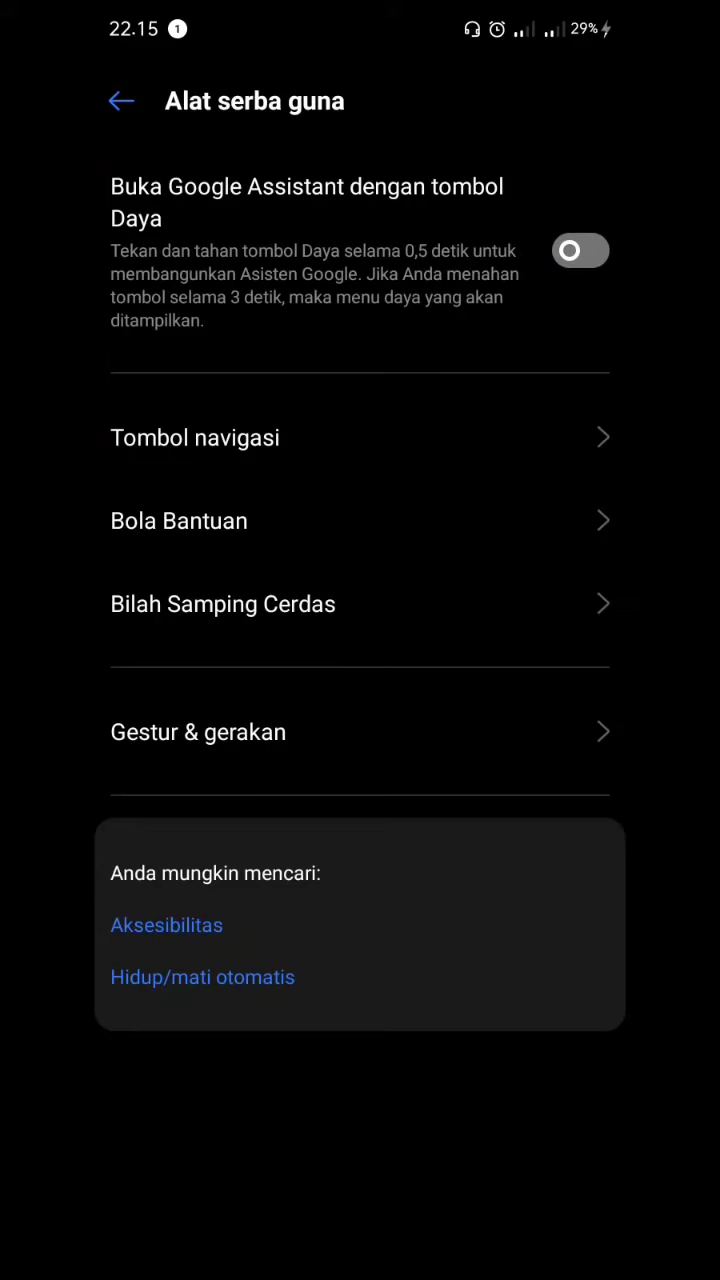 22.15 1 29%
Alat serba guna
Buka Google Assistant dengan tombol
Daya
Tekan dan tahan tombol Daya selama 0,5 detik untuk
membangunkan Asisten Google. Jika Anda menahan
tombol selama 3 detik, maka menu daya yang akan
ditampilkan.
Tombol navigasi
Bola Bantuan
Bilah Samping Cerdas
Gestur & gerakan
Anda mungkin mencari:
Aksesibilitas
Hidup/mati otomatis